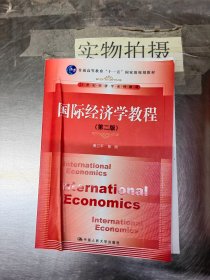 实物拍摄
普通高等教育“十一五”国家级规划教材
国际经济学教程
(第二版)
International
Economics
International
Economics
International
Economics
中国人民大学出版社